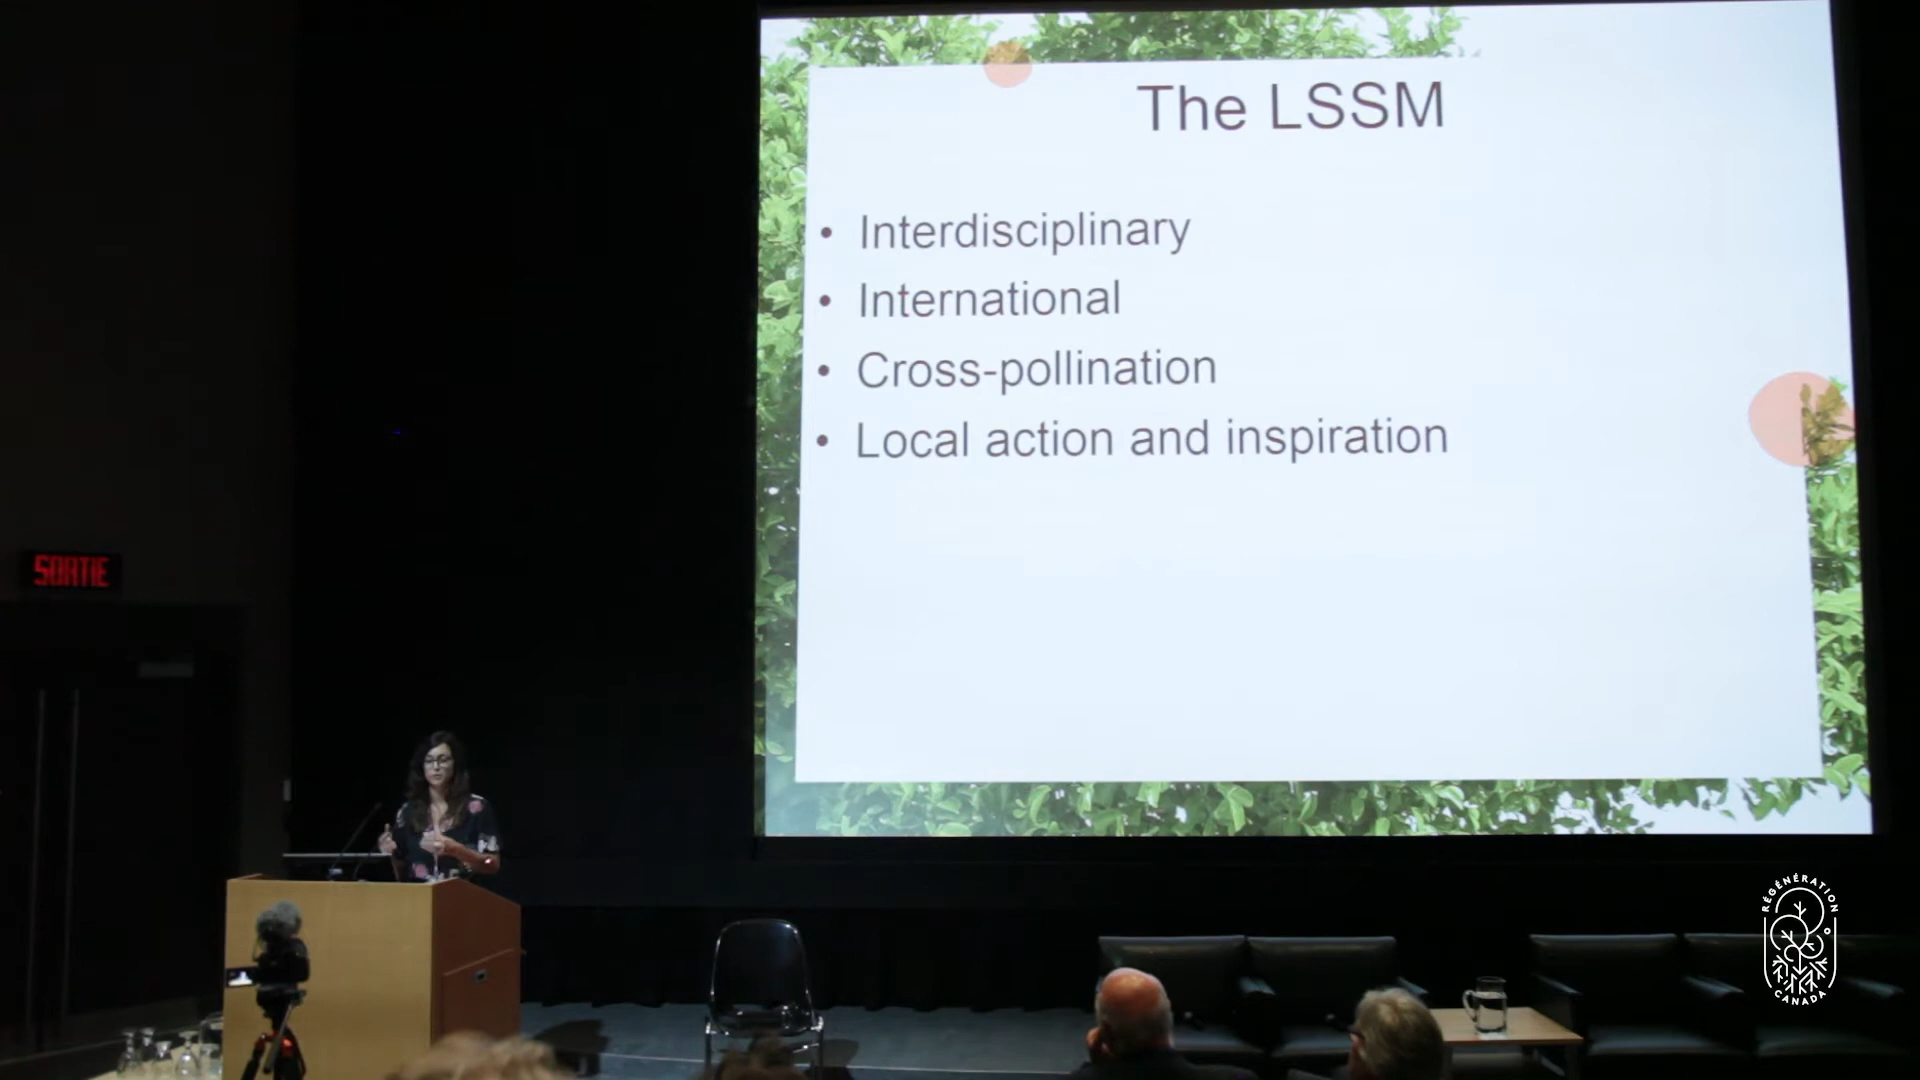 The LSSM
• Interdisciplinary
• International
• Cross-pollination
• Local action and inspiration
SORTIE
RÉGÉNÉRATION
CANADA